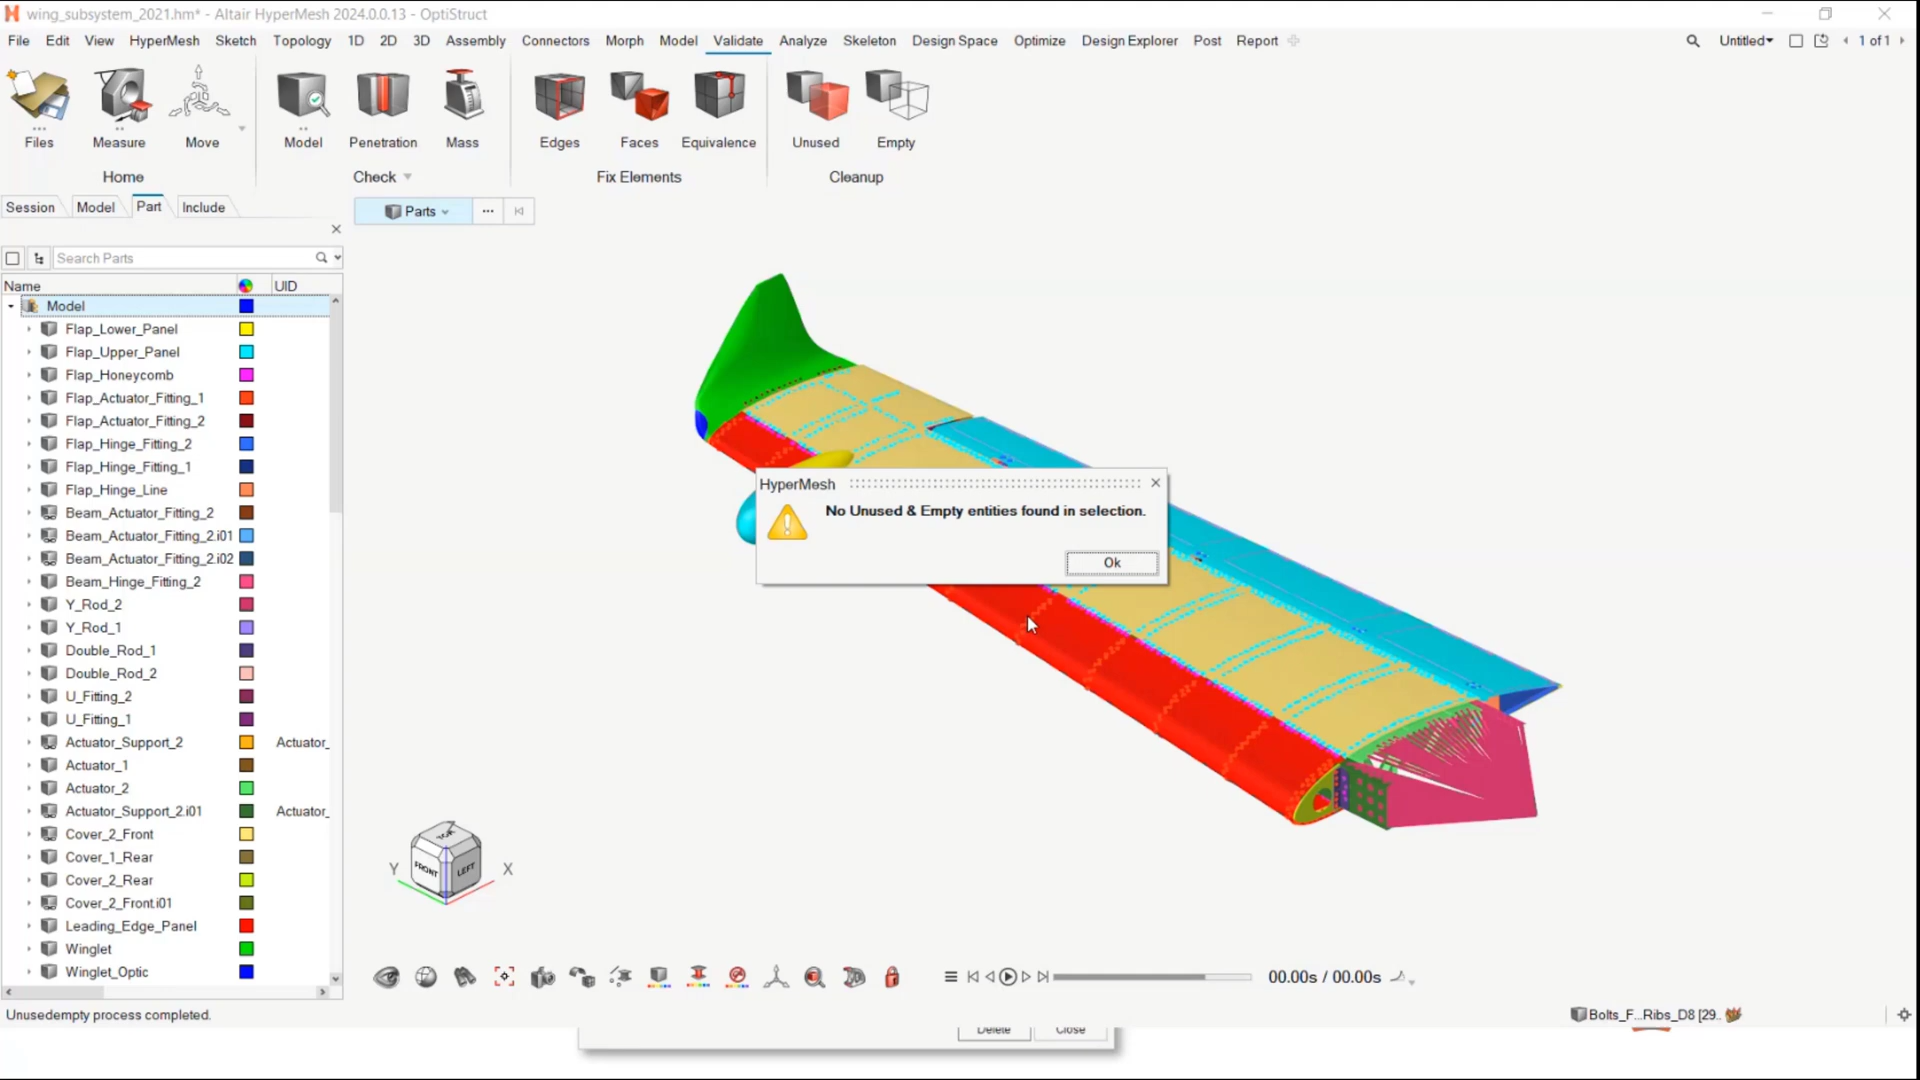 wing_subsystem_2021.hm* - Altair HyperMesh 2024.0.0.13 - OptiStruct
File Edit View HyperMesh Sketch Topology 1D 2D 3D Assembly Connectors Morph Model Validate Analyze Skeleton Design Space Optimize Design Explorer Post Report Untitled 1 of 1
Files Measure Move Model Penetration Mass Edges Faces Equivalence Unused Empty
Home Check Fix Elements Cleanup
Session Model Part Include
Parts
Search Parts
Name UID
Model
Flap_Lower_Panel
Flap_Upper_Panel
Flap_Honeycomb
Flap_Actuator_Fitting_1
Flap_Actuator_Fitting_2
Flap_Hinge_Fitting_2
Flap_Hinge_Fitting_1
Flap_Hinge_Line
Beam_Actuator_Fitting_2
Beam_Actuator_Fitting_2.i01
Beam_Actuator_Fitting_2.i02
Beam_Hinge_Fitting_2
Y_Rod_2
Y_Rod_1
Double_Rod_1
Double_Rod_2
U_Fitting_2
U_Fitting_1
Actuator_Support_2 Actuator_
Actuator_1
Actuator_2
Actuator_Support_2.i01 Actuator_
Cover_2_Front
Cover_1_Rear
Cover_2_Rear
Cover_2_Front.i01
Leading_Edge_Panel
Winglet
Winglet_Optic
HyperMesh
No Unused & Empty entities found in selection.
Ok
TOP
FRONT LEFT
Y X
00.00s / 00.00s
Unusedempty process completed.
Bolts_F...Ribs_D8 [29..
Delete Close